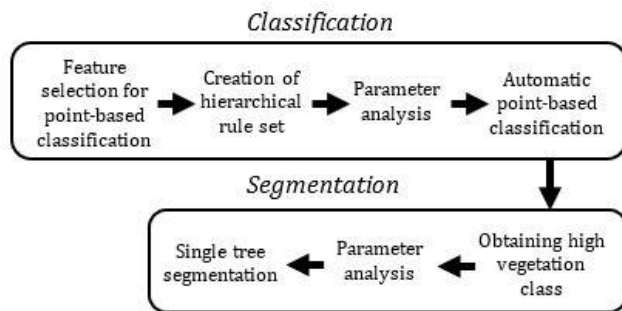 Classification
Feature
selection for
point-based
classification
Creation of
hierarchical
rule set
Parameter
analysis
Automatic
point-based
classification
Segmentation
Single tree
segmentation
Parameter
analysis
Obtaining high
vegetation
class